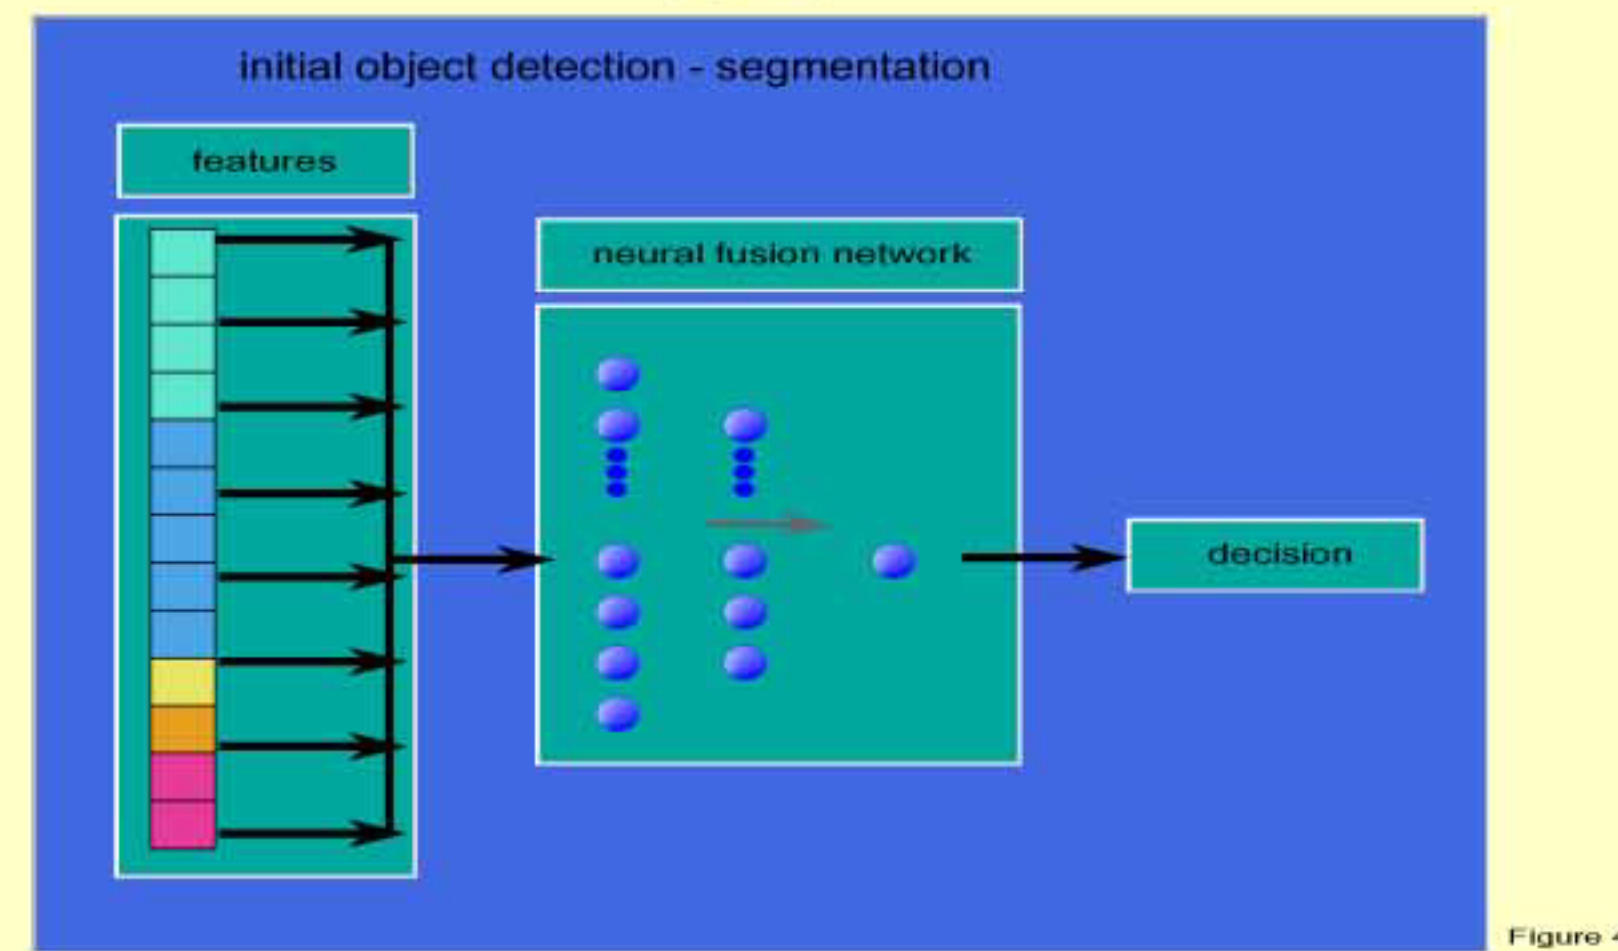 initial object detection - segmentation
features
neural fusion network
decision
Figure